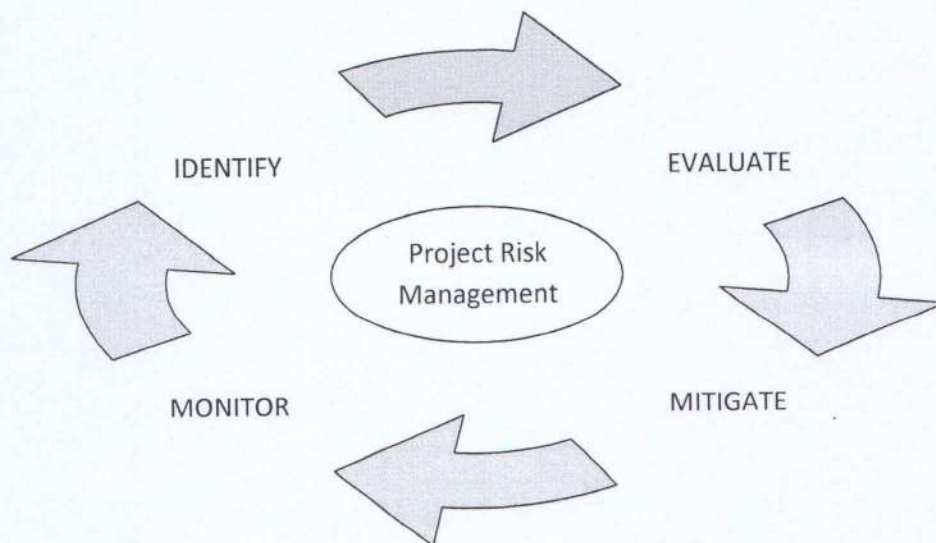 IDENTIFY
EVALUATE
Project Risk
Management
MONITOR
MITIGATE